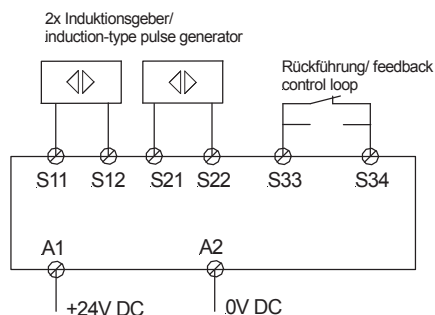 2x Induktionsgeber/
induction-type pulse generator
Rückführung/ feedback
control loop
S11 S12 S21 S22 S33 S34
A1 A2
+24V DC 0V DC